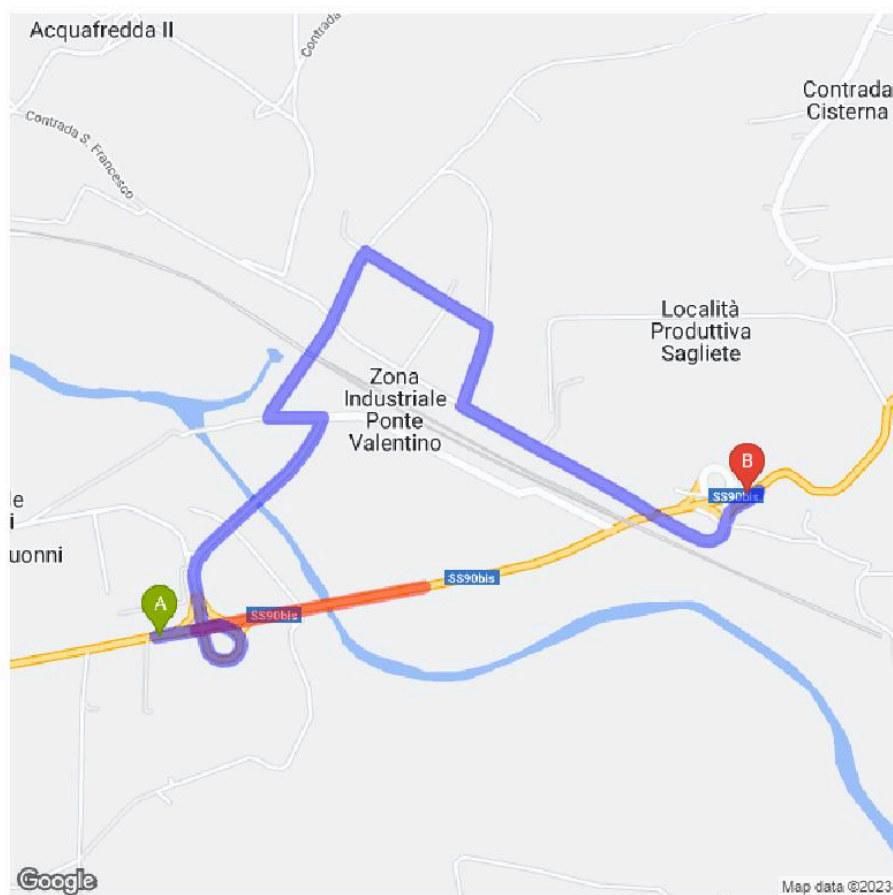 Acquafredda II
Contrada
Contrada
Cisterna
Contrada S. Francesco
Località
Produttiva
Sagliete
Zona
Industriale
Ponte
Valentino
B
SS90bis
le
i
uonni
A
SS90bis
SS90bis
Google
Map data ©2023